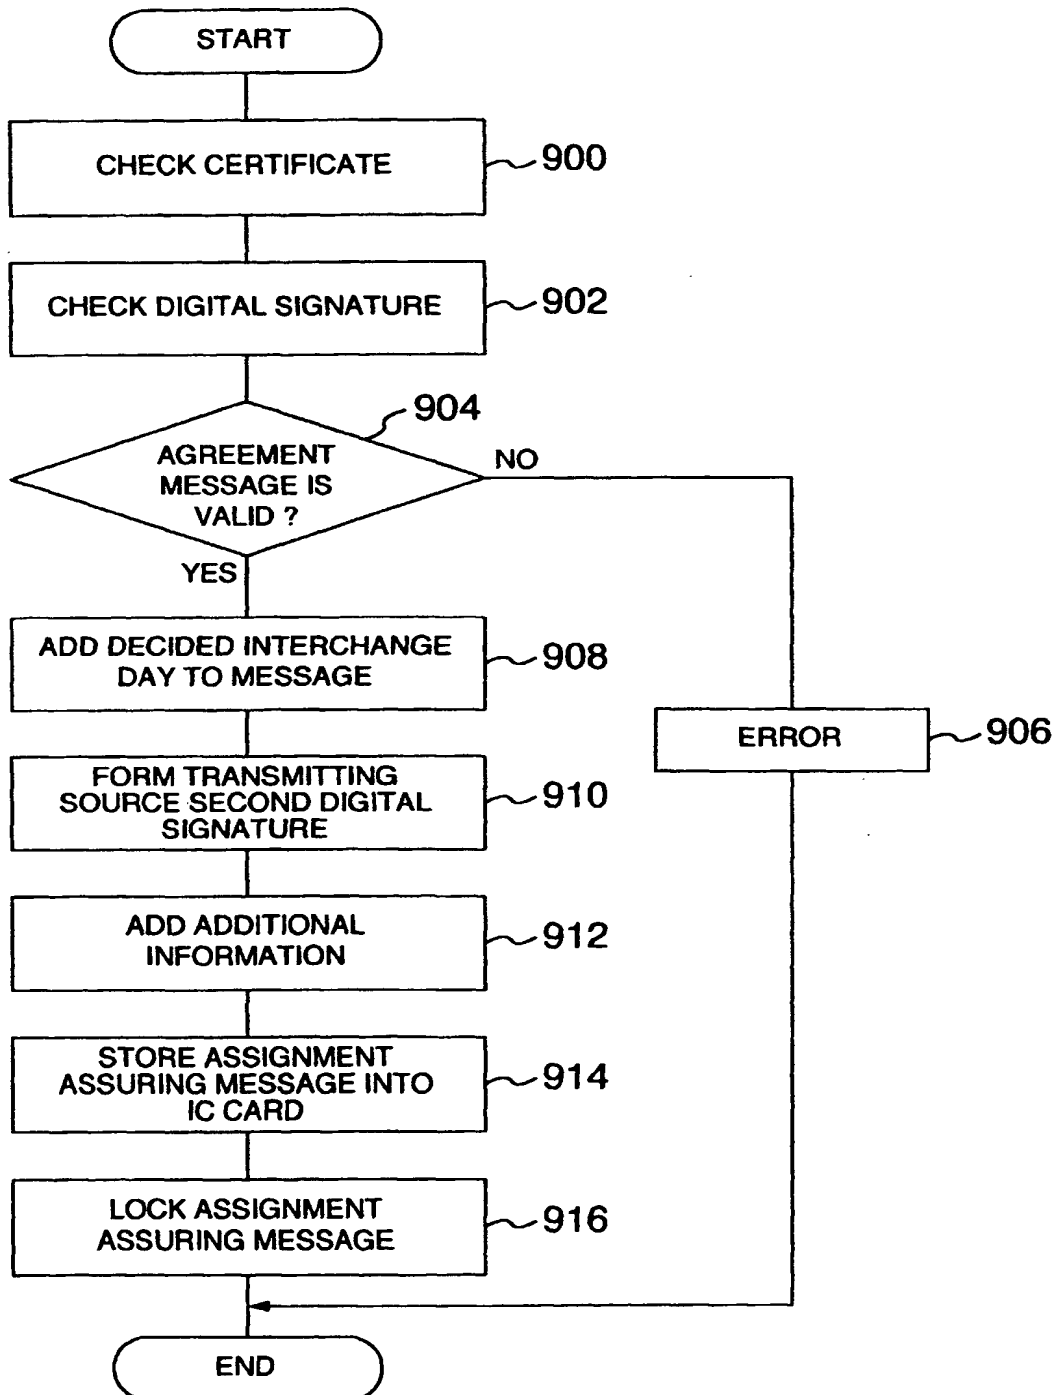 START
CHECK CERTIFICATE
900
CHECK DIGITAL SIGNATURE
902
904
AGREEMENT
MESSAGE IS
VALID ?
NO
YES
ADD DECIDED INTERCHANGE
DAY TO MESSAGE
908
ERROR
906
FORM TRANSMITTING
SOURCE SECOND DIGITAL
SIGNATURE
910
ADD ADDITIONAL
INFORMATION
912
STORE ASSIGNMENT
ASSURING MESSAGE INTO
IC CARD
914
LOCK ASSIGNMENT
ASSURING MESSAGE
916
END